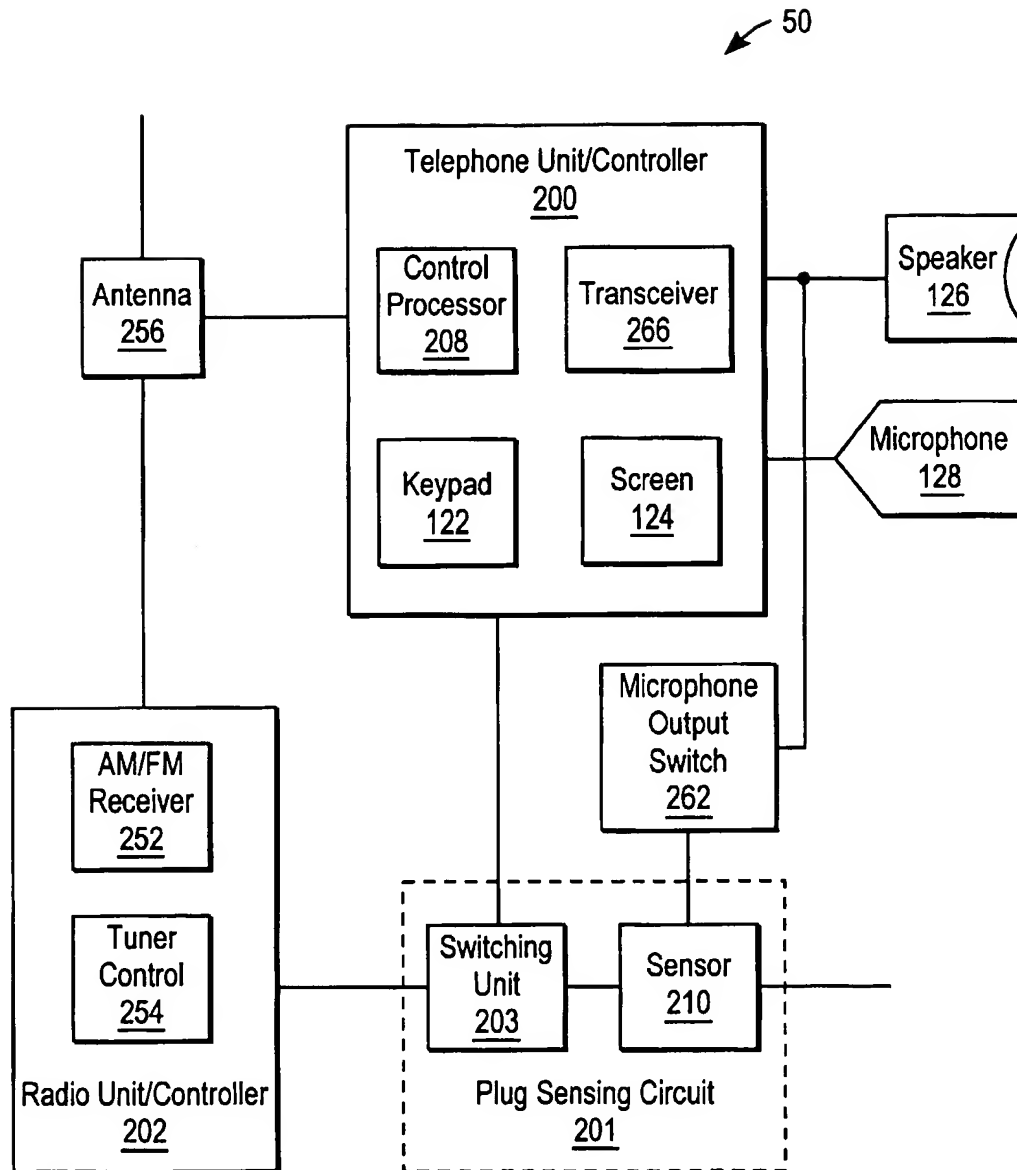 50
Telephone Unit/Controller
200
Control
Processor
208
Transceiver
266
Keypad
122
Screen
124
Antenna
256
Speaker
126
Microphone
128
Microphone
Output
Switch
262
AM/FM
Receiver
252
Tuner
Control
254
Radio Unit/Controller
202
Switching
Unit
203
Sensor
210
Plug Sensing Circuit
201